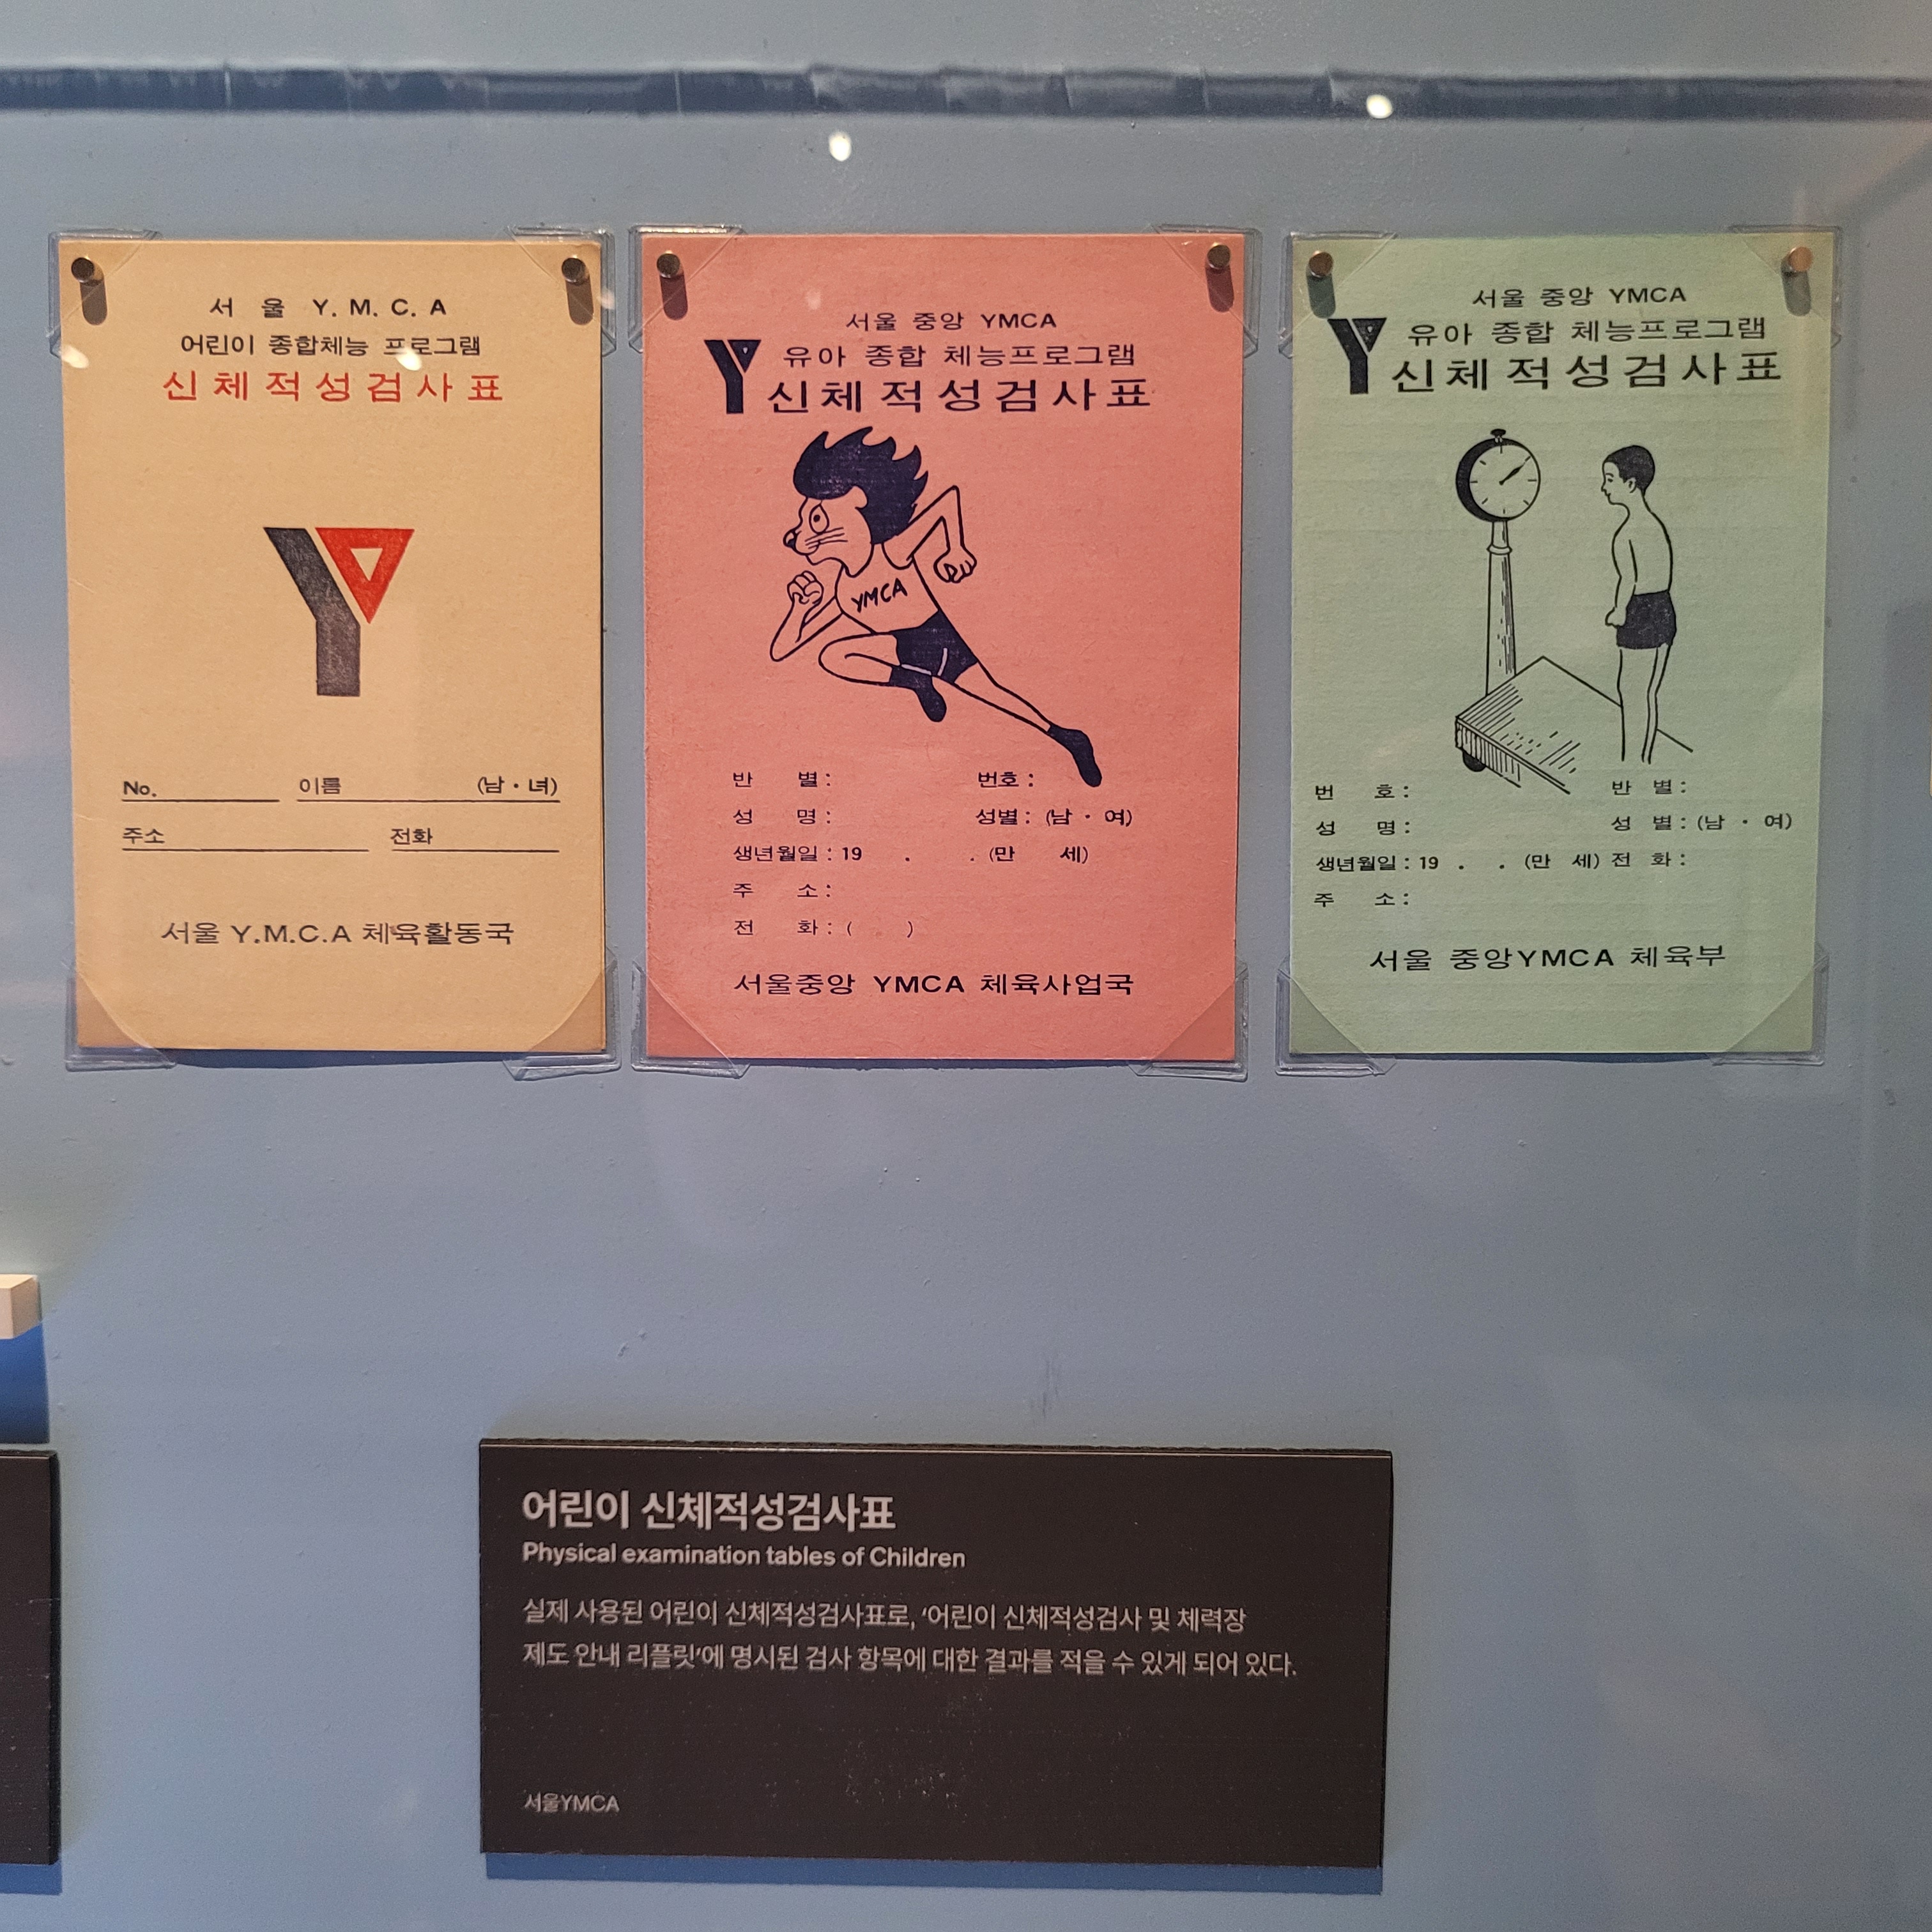 서 울 Y. M. C. A
어린이 종합체능 프로그램
신체적성검사표
No. 이름 (남 · 녀)
주소 전화
서울 Y.M.C.A 체육활동국
서울 중앙 YMCA
유아 종합 체능프로그램
신체적성검사표
YMCA
반 별 : 번호 :
성 명 : 성별 : (남 · 여)
생년월일 : 19 . . (만 세)
주 소 :
전 화 : ( )
서울중앙 YMCA 체육사업국
서울 중앙 YMCA
유아 종합 체능프로그램
신체적성검사표
번 호 : 반 별 :
성 명 : 성 별 : (남 · 여)
생년월일 : 19 . . (만 세) 전 화 :
주 소 :
서울 중앙YMCA 체육부
어린이 신체적성검사표
Physical examination tables of Children
실제 사용된 어린이 신체적성검사표로, ‘어린이 신체적성검사 및 체력장
제도 안내 리플릿’에 명시된 검사 항목에 대한 결과를 적을 수 있게 되어 있다.
서울YMCA